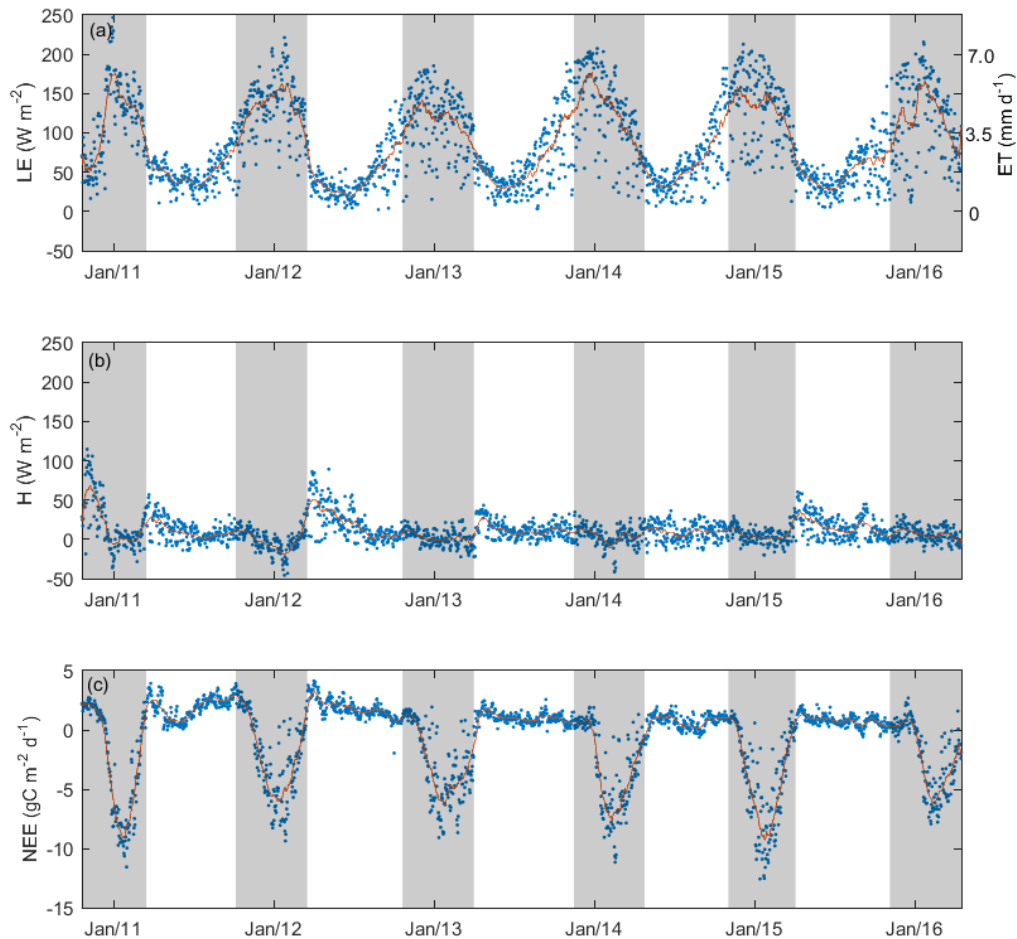 (a)
250
200
150
100
50
0
-50
LE (W m-2)
7.0
3.5
0
ET (mm d-1)
Jan/11 Jan/12 Jan/13 Jan/14 Jan/15 Jan/16
(b)
250
200
150
100
50
0
-50
H (W m-2)
Jan/11 Jan/12 Jan/13 Jan/14 Jan/15 Jan/16
(c)
5
0
-5
-10
-15
NEE (gC m-2 d-1)
Jan/11 Jan/12 Jan/13 Jan/14 Jan/15 Jan/16